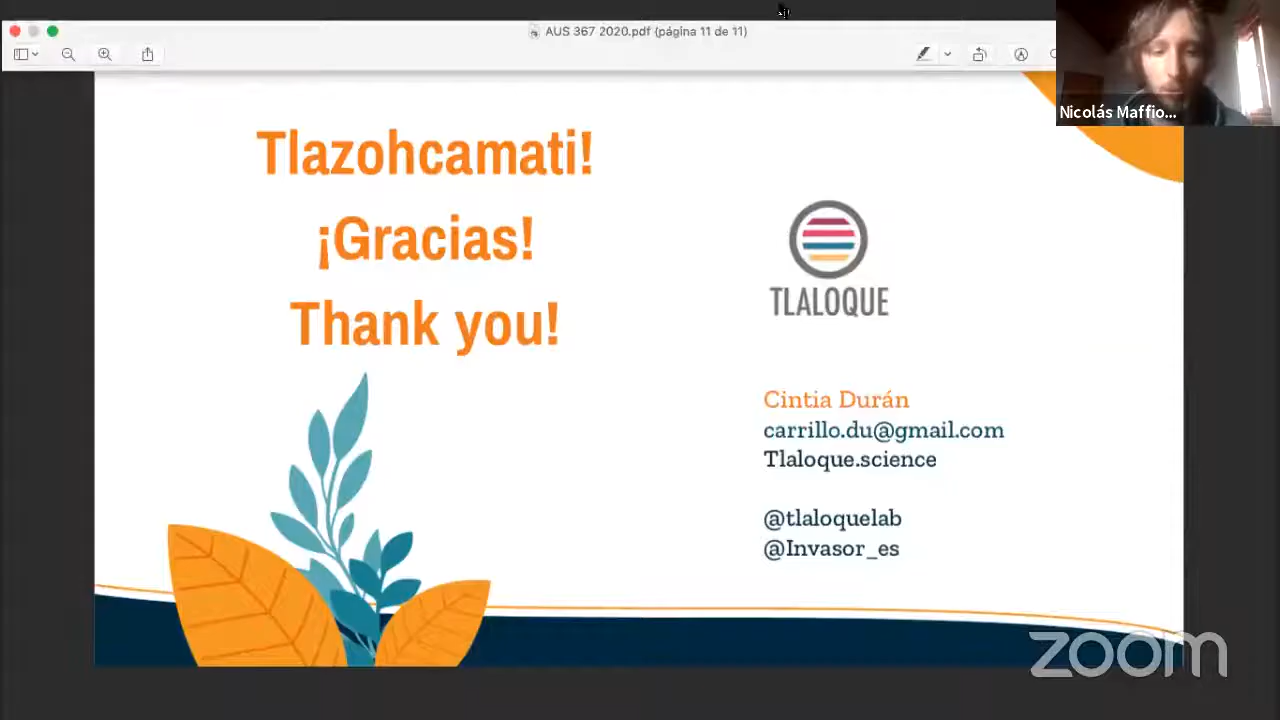 AUS 367 2020.pdf (página 11 de 11)
Nicolás Maffio...
Tlazohcamati!
¡Gracias!
Thank you!
TLALOQUE
Cintia Durán
carrillo.du@gmail.com
Tlaloque.science
@tlaloquelab
@Invasor_es
zoom